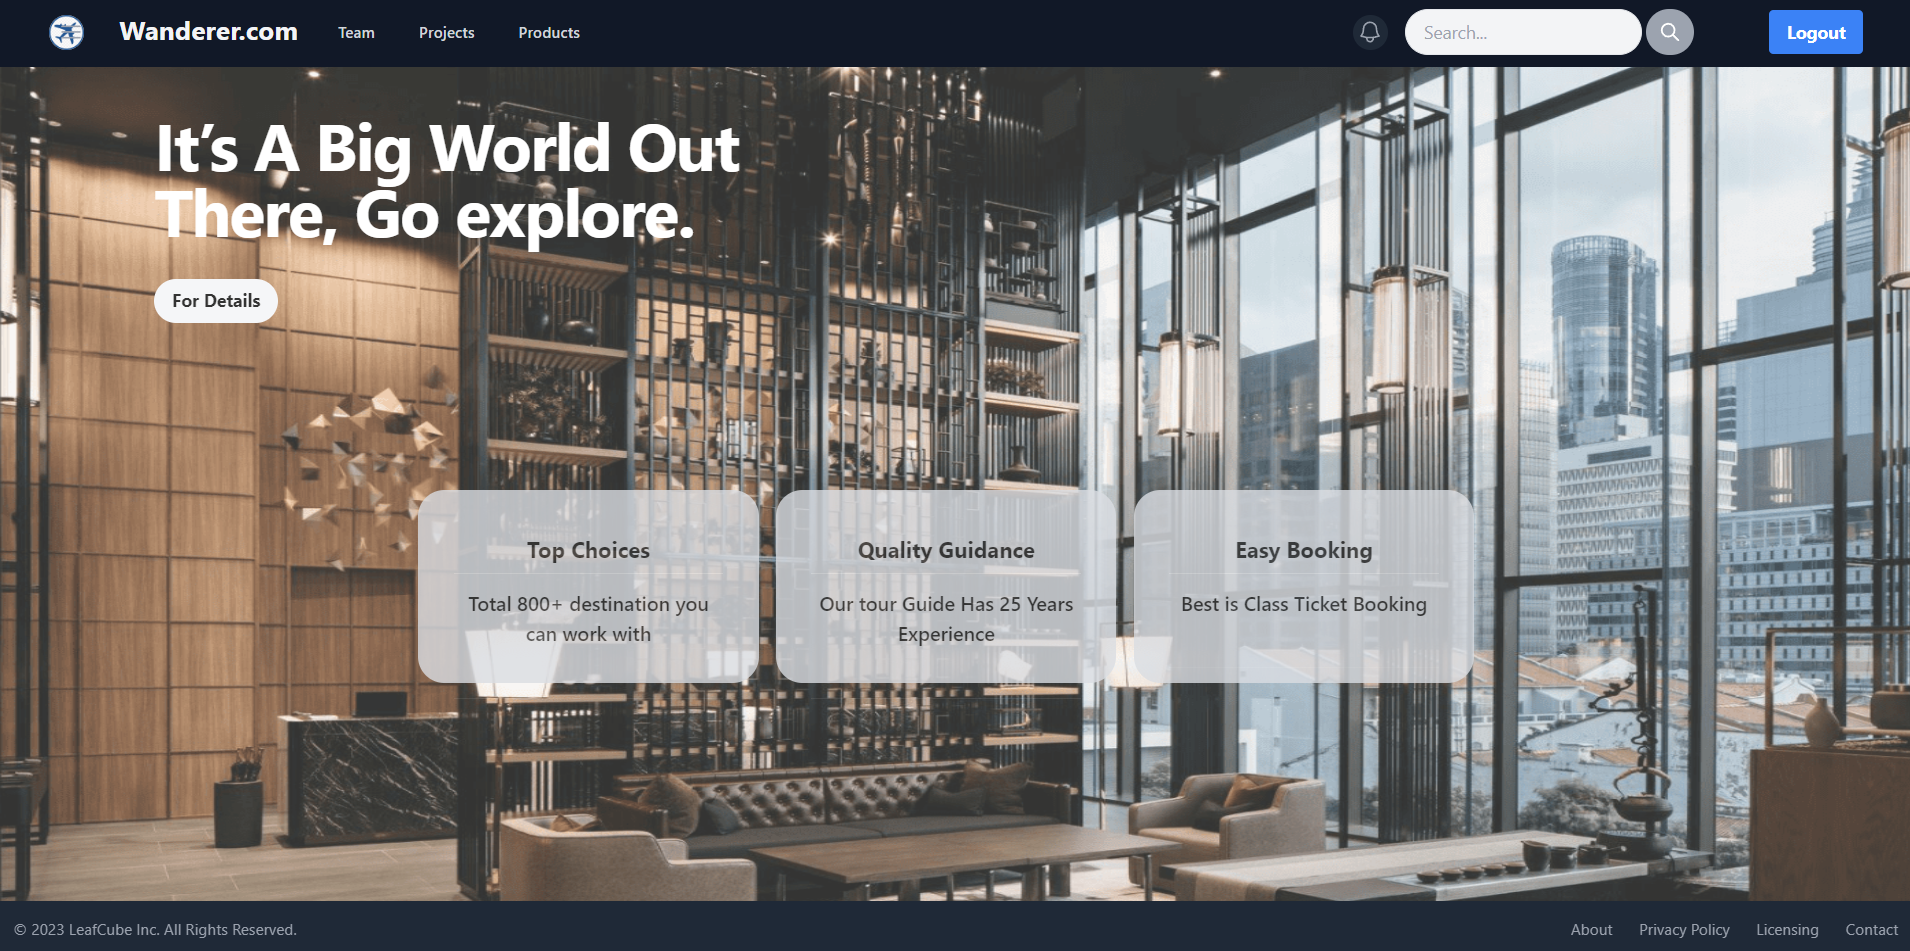 Wanderer.com
Team
Projects
Products
Search...
Logout
It's A Big World Out
There, Go explore.
For Details
Top Choices
Total 800+ destination you
can work with
Quality Guidance
Our tour Guide Has 25 Years
Experience
Easy Booking
Best is Class Ticket Booking
© 2023 LeafCube Inc. All Rights Reserved.
About
Privacy Policy
Licensing
Contact